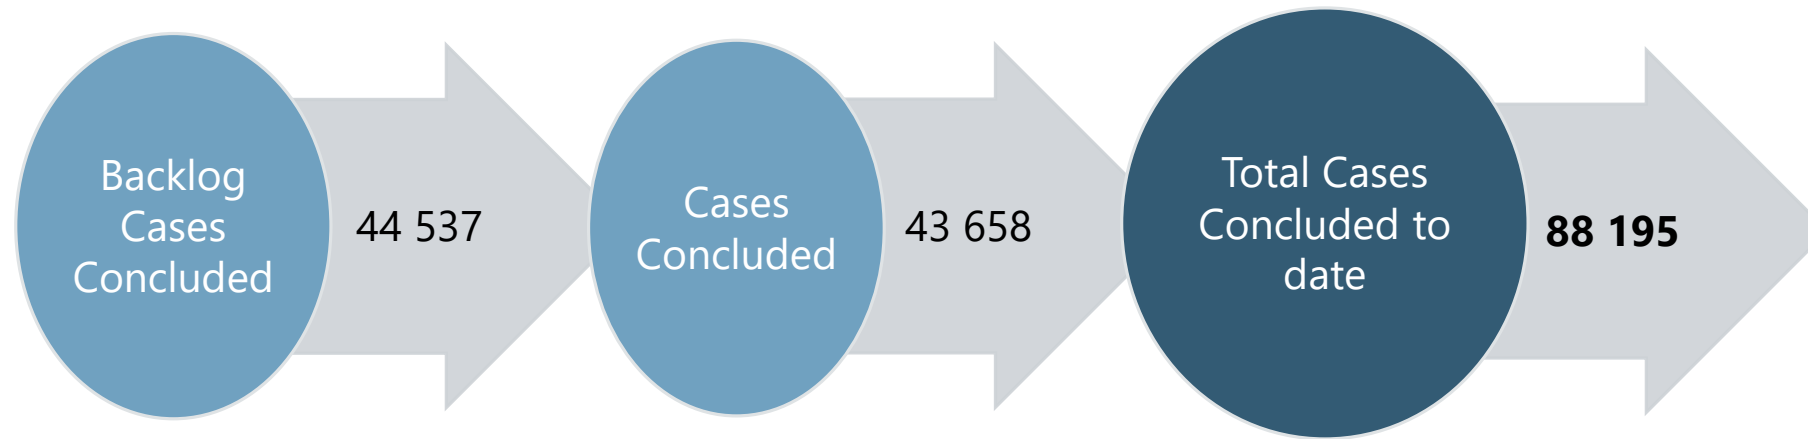 Backlog
Cases
Concluded
44 537
Cases
Concluded
43 658
Total Cases
Concluded to
date
88 195